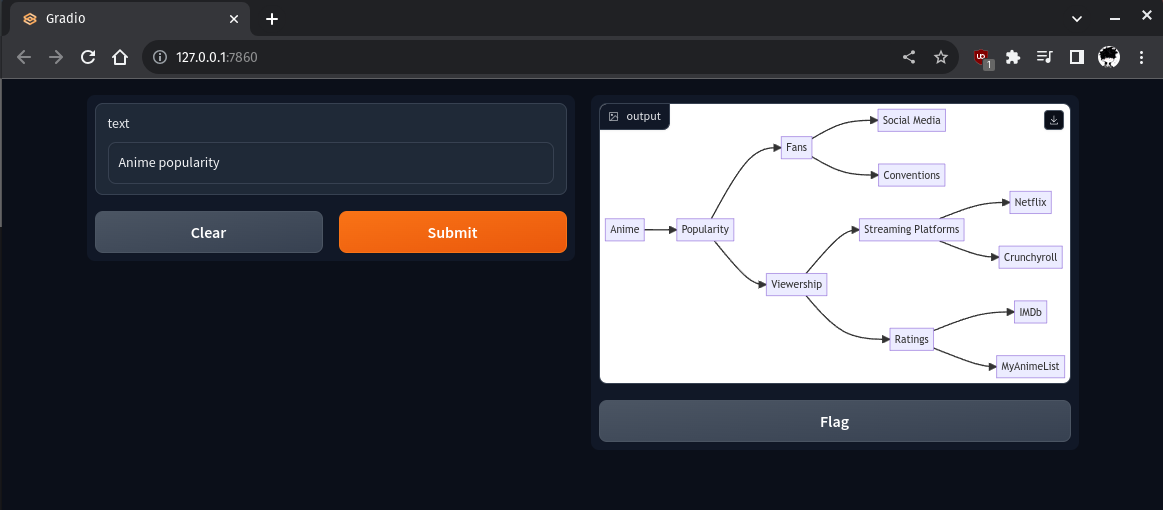 Gradio
127.0.0.1:7860
1
text
Anime popularity
Clear
Submit
output
Social Media
Fans
Conventions
Netflix
Anime
Popularity
Streaming Platforms
Crunchyroll
Viewership
IMDb
Ratings
MyAnimeList
Flag